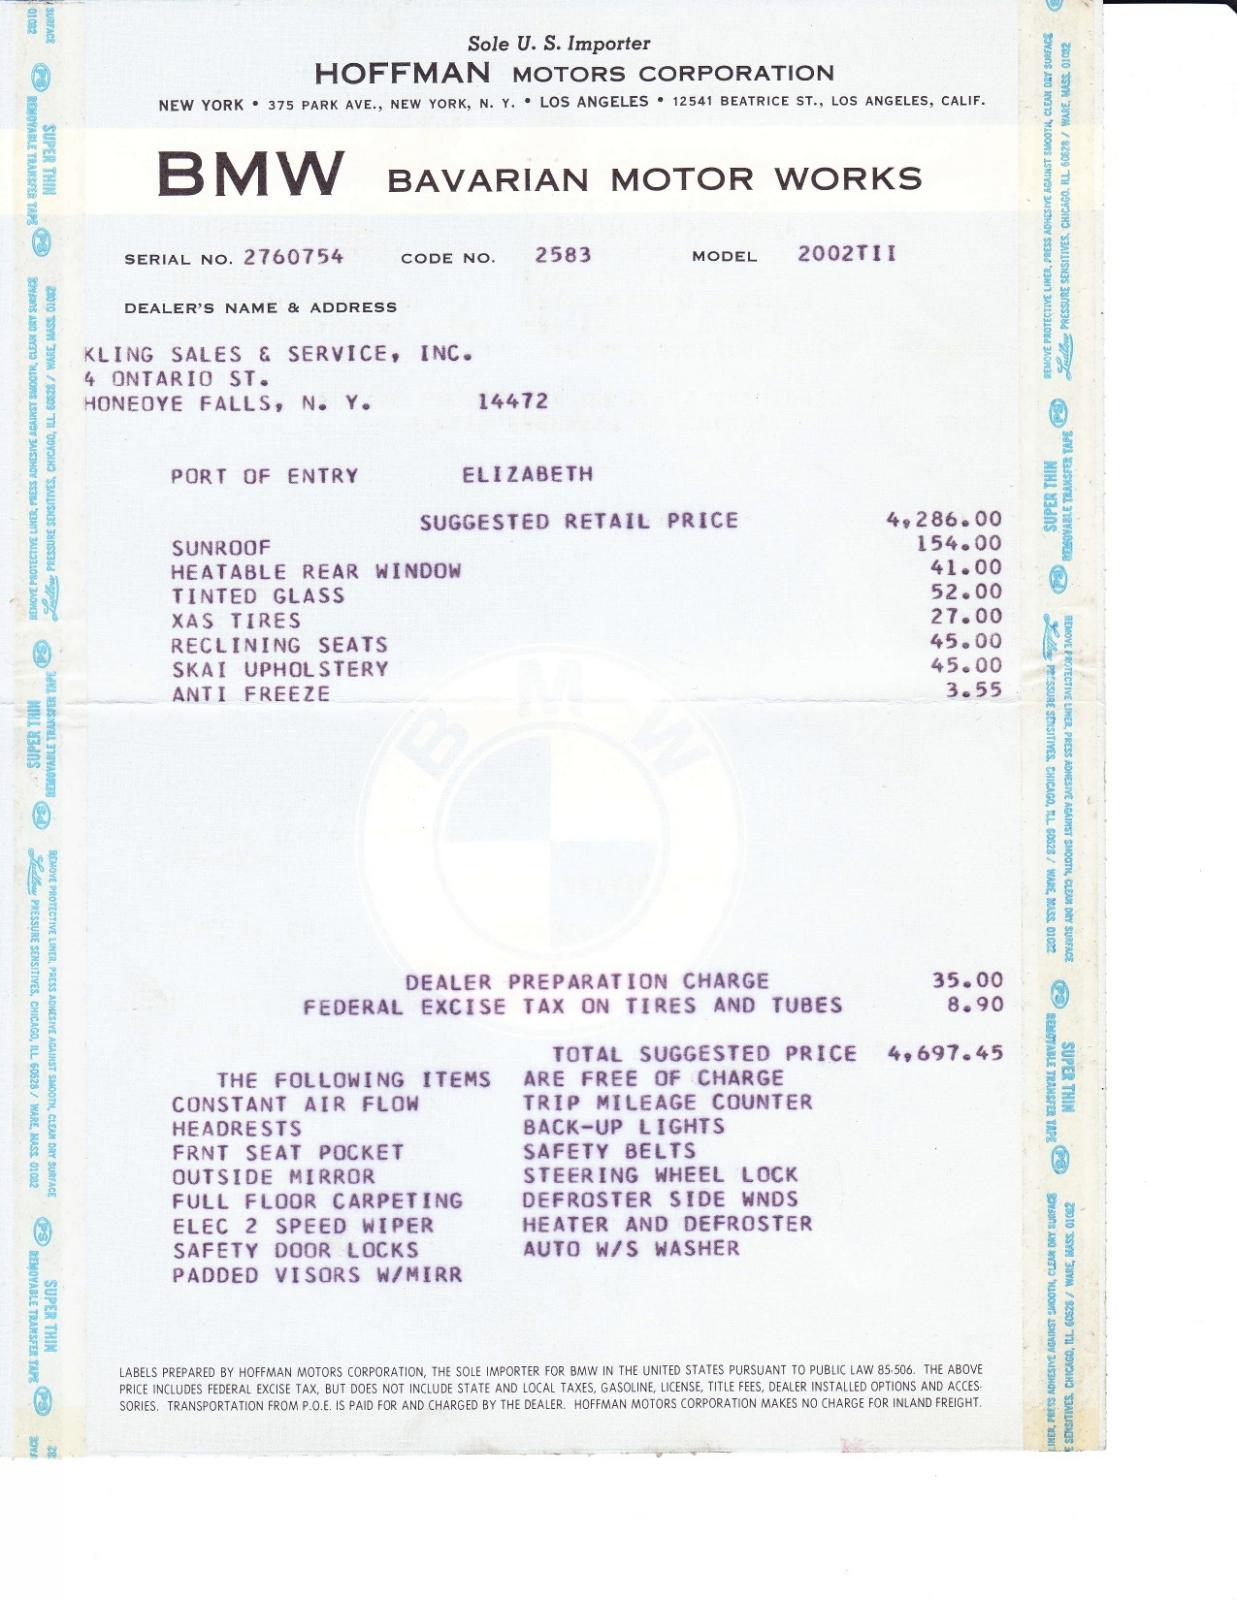 Sole U. S. Importer
HOFFMAN MOTORS CORPORATION
NEW YORK • 375 PARK AVE., NEW YORK, N. Y. • LOS ANGELES • 12541 BEATRICE ST., LOS ANGELES, CALIF.
BMW BAVARIAN MOTOR WORKS
SERIAL NO. 2760754 CODE NO. 2583 MODEL 2002TII
DEALER'S NAME & ADDRESS
KLING SALES & SERVICE, INC.
4 ONTARIO ST.
HONEOYE FALLS, N. Y. 14472
PORT OF ENTRY ELIZABETH
SUGGESTED RETAIL PRICE 4,286.00
SUNROOF 154.00
HEATABLE REAR WINDOW 41.00
TINTED GLASS 52.00
XAS TIRES 27.00
RECLINING SEATS 45.00
SKAI UPHOLSTERY 45.00
ANTI FREEZE 3.55
BMW
DEALER PREPARATION CHARGE 35.00
FEDERAL EXCISE TAX ON TIRES AND TUBES 8.90
TOTAL SUGGESTED PRICE 4,697.45
THE FOLLOWING ITEMS ARE FREE OF CHARGE
CONSTANT AIR FLOW TRIP MILEAGE COUNTER
HEADRESTS BACK-UP LIGHTS
FRNT SEAT POCKET SAFETY BELTS
OUTSIDE MIRROR STEERING WHEEL LOCK
FULL FLOOR CARPETING DEFROSTER SIDE WNDS
ELEC 2 SPEED WIPER HEATER AND DEFROSTER
SAFETY DOOR LOCKS AUTO W/S WASHER
PADDED VISORS W/MIRR
LABELS PREPARED BY HOFFMAN MOTORS CORPORATION, THE SOLE IMPORTER FOR BMW IN THE UNITED STATES PURSUANT TO PUBLIC LAW 85-506. THE ABOVE
PRICE INCLUDES FEDERAL EXCISE TAX, BUT DOES NOT INCLUDE STATE AND LOCAL TAXES, GASOLINE, LICENSE, TITLE FEES, DEALER INSTALLED OPTIONS AND ACCES-
SORIES. TRANSPORTATION FROM P.O.E. IS PAID FOR AND CHARGED BY THE DEALER. HOFFMAN MOTORS CORPORATION MAKES NO CHARGE FOR INLAND FREIGHT.
SUPER THIN
REMOVABLE TRANSFER TAPE
PS
REMOVE PROTECTIVE LINER, PRESS ADHESIVE AGAINST SMOOTH, CLEAN DRY SURFACE
Ludlow PRESSURE SENSITIVES, CHICAGO, ILL. 60628 / WARE, MASS. 01082